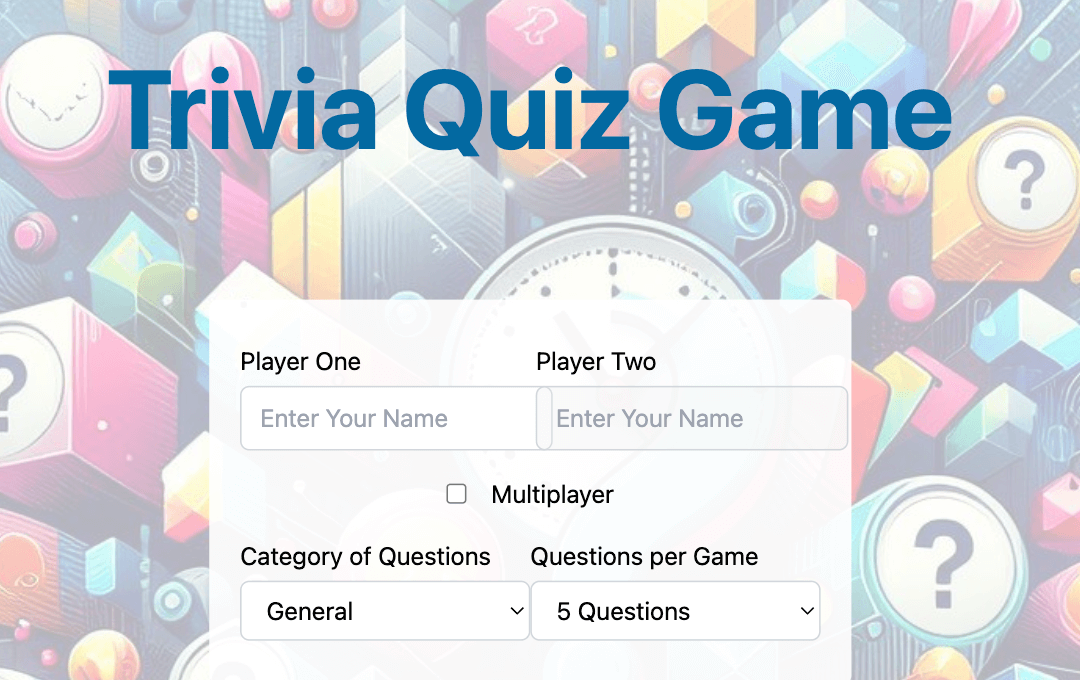 Trivia Quiz Game
Player One Player Two
Enter Your Name Enter Your Name
Multiplayer
Category of Questions Questions per Game
General 5 Questions
? 
?
?